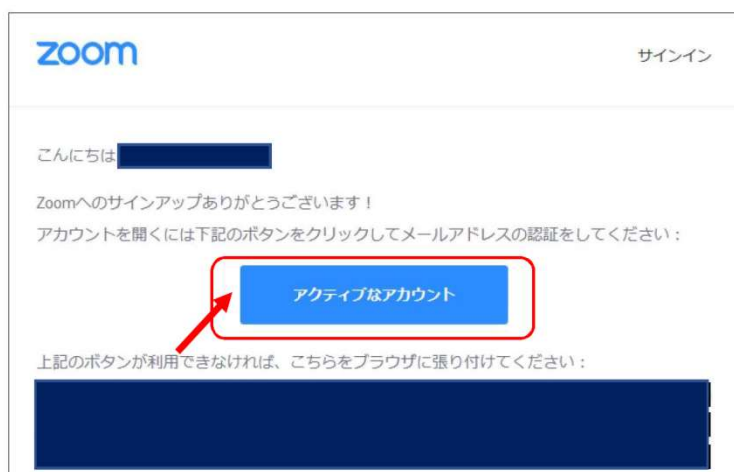 zoom
サインイン
こんにちは
Zoomへのサインアップありがとうございます！
アカウントを開くには下記のボタンをクリックしてメールアドレスの認証をしてください：
アクティブなアカウント
上記のボタンが利用できなければ、こちらをブラウザに張り付けてください：